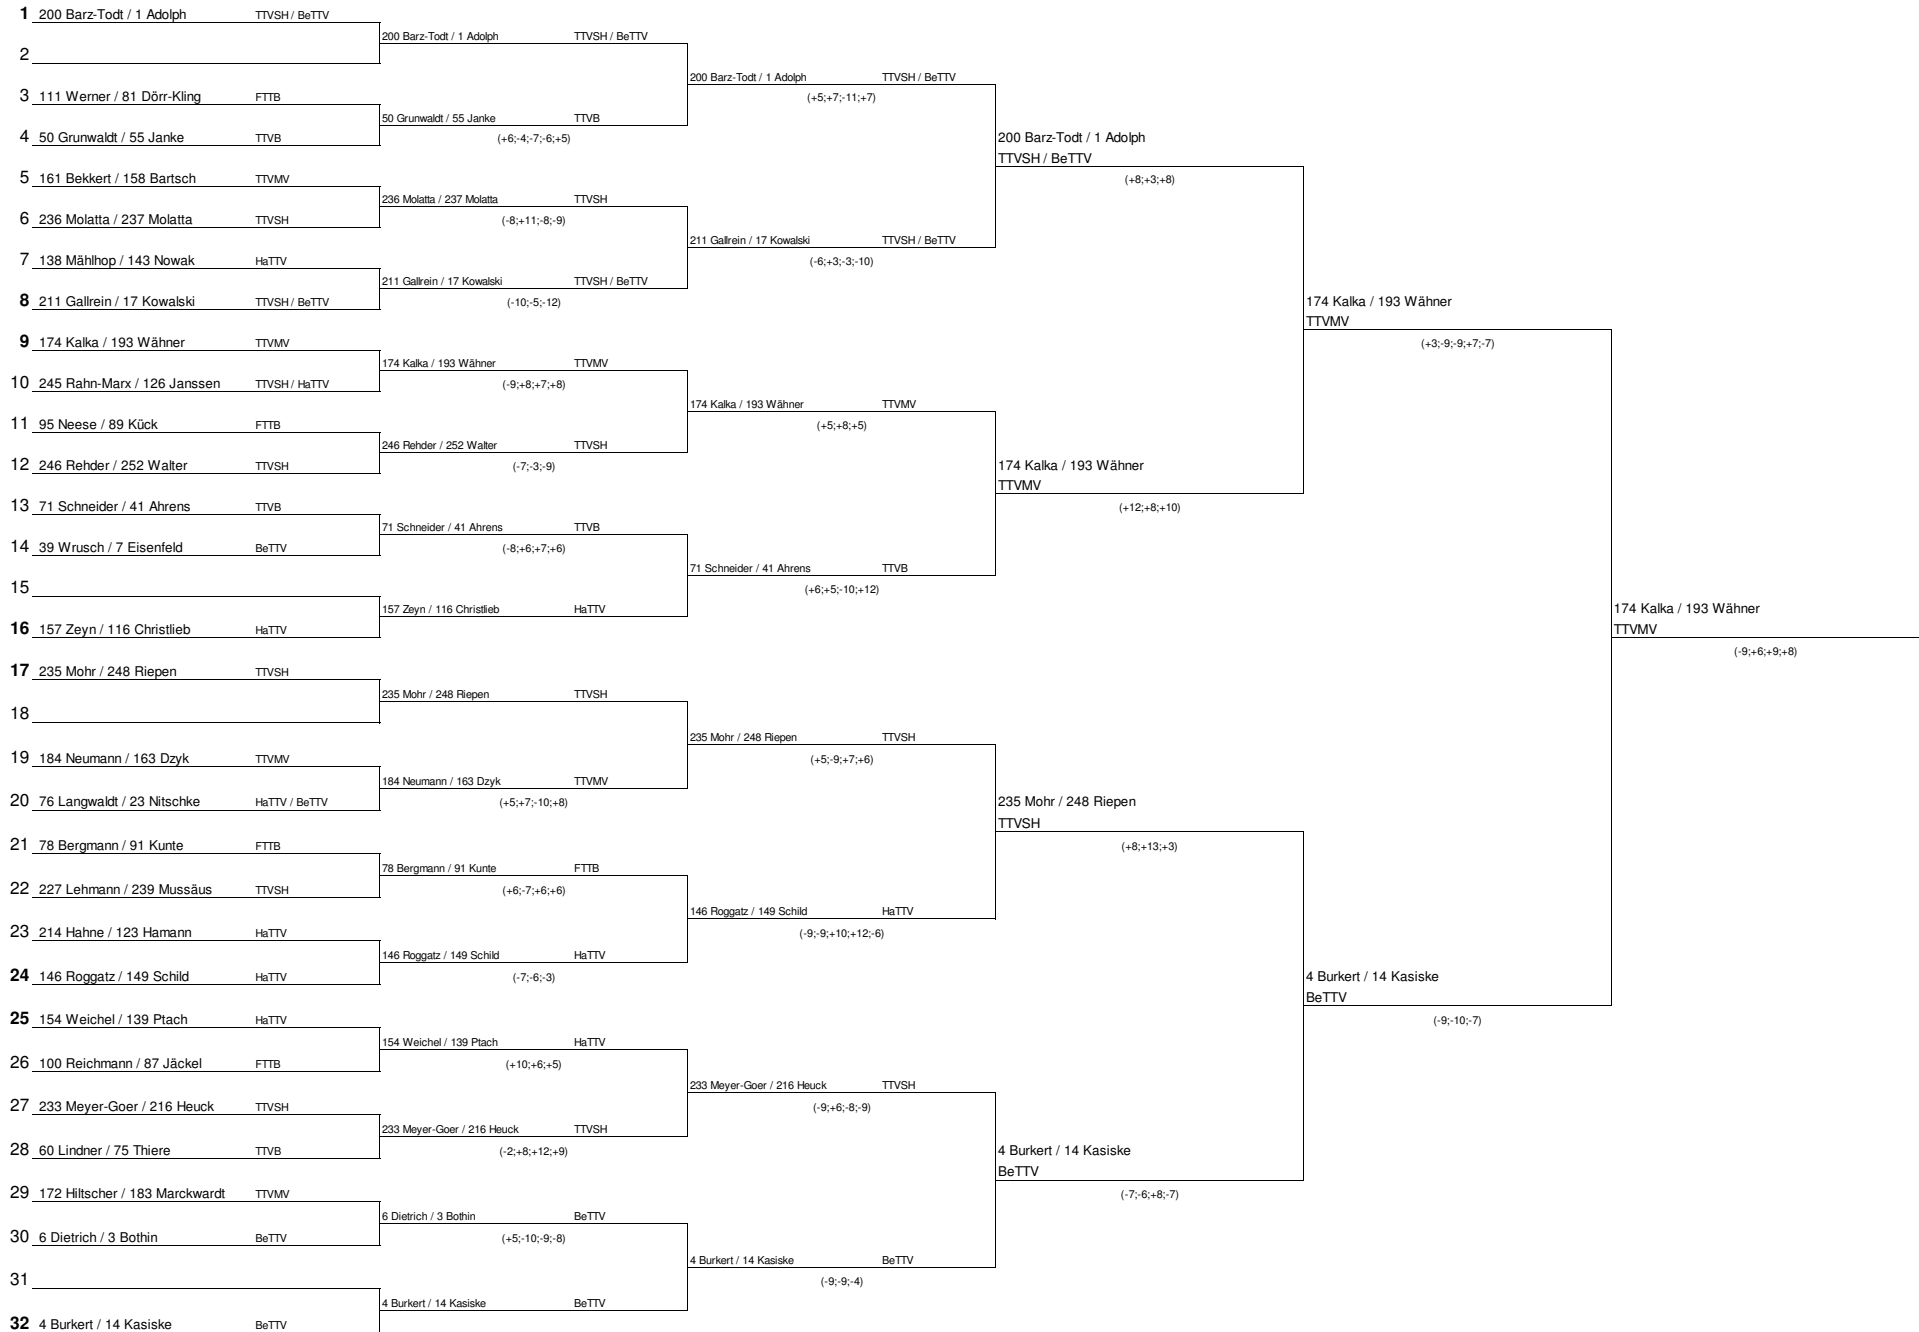 1 200 Barz-Todt / 1 Adolph TTVSH / BeTTV
2
3 111 Werner / 81 Dörr-Kling FTTB
4 50 Grunwaldt / 55 Janke TTVB
5 161 Bekkert / 158 Bartsch TTVMV
6 236 Molatta / 237 Molatta TTVSH
7 138 Mählhop / 143 Nowak HaTTV
8 211 Gallrein / 17 Kowalski TTVSH / BeTTV
9 174 Kalka / 193 Wähner TTVMV
10 245 Rahn-Marx / 126 Janssen TTVSH / HaTTV
11 95 Neese / 89 Kück FTTB
12 246 Rehder / 252 Walter TTVSH
13 71 Schneider / 41 Ahrens TTVB
14 39 Wrusch / 7 Eisenfeld BeTTV
15
16 157 Zeyn / 116 Christlieb HaTTV
17 235 Mohr / 248 Riepen TTVSH
18
19 184 Neumann / 163 Dzyk TTVMV
20 76 Langwaldt / 23 Nitschke HaTTV / BeTTV
21 78 Bergmann / 91 Kunte FTTB
22 227 Lehmann / 239 Mussäus TTVSH
23 214 Hahne / 123 Hamann HaTTV
24 146 Roggatz / 149 Schild HaTTV
25 154 Weichel / 139 Ptach HaTTV
26 100 Reichmann / 87 Jäckel FTTB
27 233 Meyer-Goer / 216 Heuck TTVSH
28 60 Lindner / 75 Thiere TTVB
29 172 Hiltscher / 183 Marckwardt TTVMV
30 6 Dietrich / 3 Bothin BeTTV
31
32 4 Burkert / 14 Kasiske BeTTV
200 Barz-Todt / 1 Adolph TTVSH / BeTTV
50 Grunwaldt / 55 Janke TTVB
(+6;-4;-7;-6;+5)
236 Molatta / 237 Molatta TTVSH
(-8;+11;-8;-9)
211 Gallrein / 17 Kowalski TTVSH / BeTTV
(-10;-5;-12)
174 Kalka / 193 Wähner TTVMV
(-9;+8;+7;+8)
246 Rehder / 252 Walter TTVSH
(-7;-3;-9)
71 Schneider / 41 Ahrens TTVB
(-8;+6;+7;+6)
157 Zeyn / 116 Christlieb HaTTV
235 Mohr / 248 Riepen TTVSH
184 Neumann / 163 Dzyk TTVMV
(+5;+7;-10;+8)
78 Bergmann / 91 Kunte FTTB
(+6;-7;+6;+6)
146 Roggatz / 149 Schild HaTTV
(-7;-6;-3)
154 Weichel / 139 Ptach HaTTV
(+10;+6;+5)
233 Meyer-Goer / 216 Heuck TTVSH
(-2;+8;+12;+9)
6 Dietrich / 3 Bothin BeTTV
(+5;-10;-9;-8)
4 Burkert / 14 Kasiske BeTTV
200 Barz-Todt / 1 Adolph TTVSH / BeTTV
(+5;+7;-11;+7)
211 Gallrein / 17 Kowalski TTVSH / BeTTV
(-6;+3;-3;-10)
174 Kalka / 193 Wähner TTVMV
(+5;+8;+5)
71 Schneider / 41 Ahrens TTVB
(+6;+5;-10;+12)
235 Mohr / 248 Riepen TTVSH
(+5;-9;+7;+6)
146 Roggatz / 149 Schild HaTTV
(-9;-9;+10;+12;-6)
233 Meyer-Goer / 216 Heuck TTVSH
(-9;+6;-8;-9)
4 Burkert / 14 Kasiske BeTTV
(-9;-9;-4)
200 Barz-Todt / 1 Adolph
TTVSH / BeTTV
(+8;+3;+8)
174 Kalka / 193 Wähner
TTVMV
(+12;+8;+10)
235 Mohr / 248 Riepen
TTVSH
(+8;+13;+3)
4 Burkert / 14 Kasiske
BeTTV
(-7;-6;+8;-7)
174 Kalka / 193 Wähner
TTVMV
(+3;-9;-9;+7;-7)
4 Burkert / 14 Kasiske
BeTTV
(-9;-10;-7)
174 Kalka / 193 Wähner
TTVMV
(-9;+6;+9;+8)